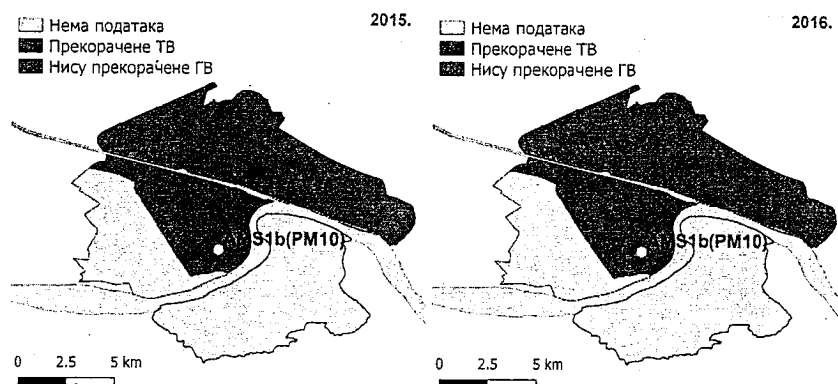 2015.
Нема података
Прекорачене ТВ
Нису прекорачене ГВ
S1b(PM10)
0 2.5 5 km
2016.
Нема података
Прекорачене ТВ
Нису прекорачене ГВ
S1b(PM10)
0 2.5 5 km